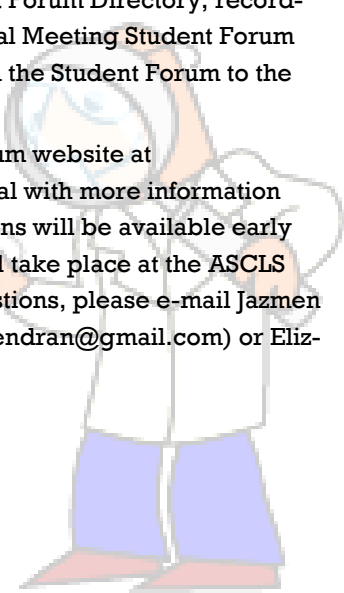 Forum Directory, record-
al Meeting Student Forum
the Student Forum to the
um website at
al with more information
ns will be available early
take place at the ASCLS
stions, please e-mail Jazmen
endran@gmail.com) or Eliz-